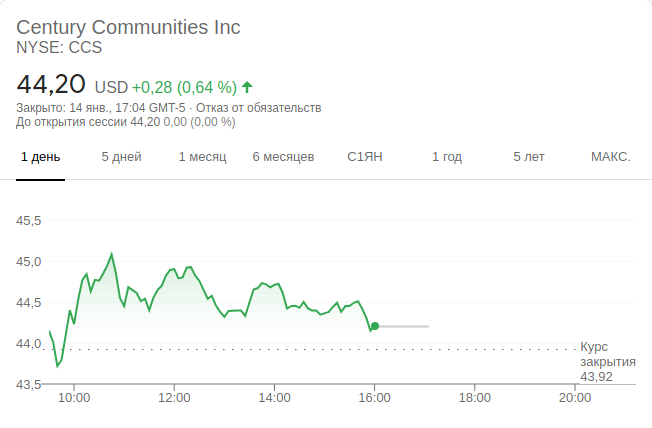 Century Communities Inc
NYSE: CCS
44,20 USD +0,28 (0,64 %)
Закрыто: 14 янв., 17:04 GMT-5 · Отказ от обязательств
До открытия сессии 44,20 0,00 (0,00 %)
1 день 5 дней 1 месяц 6 месяцев С1ЯН 1 год 5 лет МАКС.
45,5
45,0
44,5
44,0
43,5
Курс
закрытия
43,92
10:00 12:00 14:00 16:00 18:00 20:00